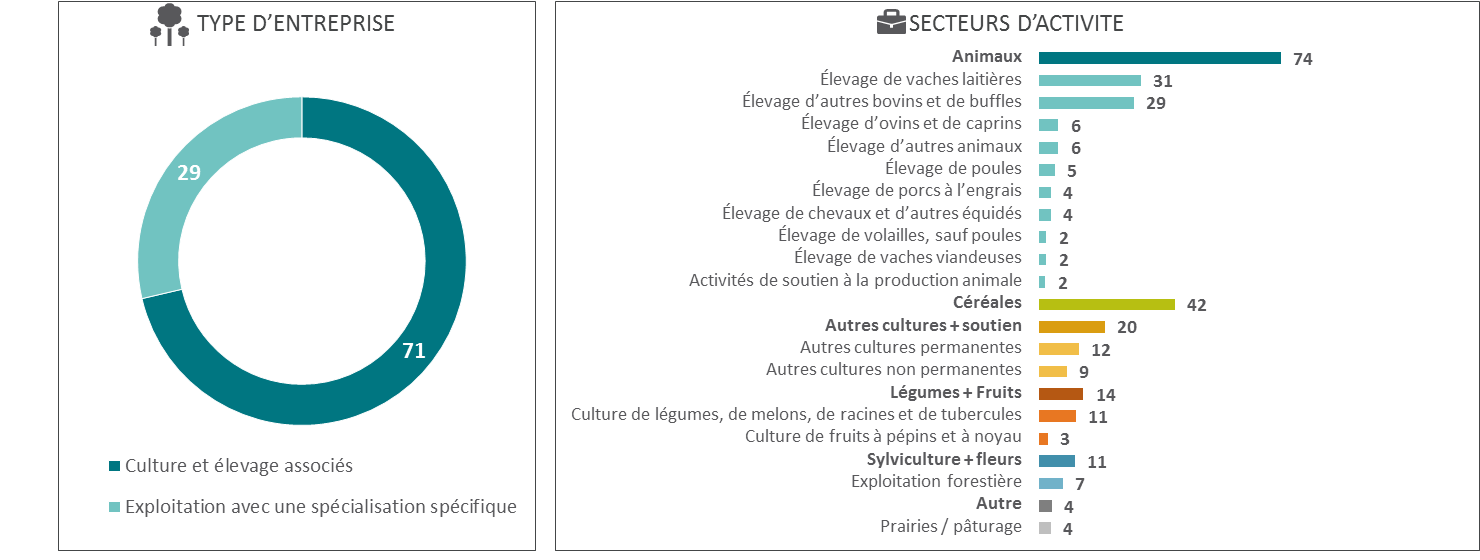 TYPE D’ENTREPRISE
29
71
Culture et élevage associés
Exploitation avec une spécialisation spécifique
SECTEURS D’ACTIVITE
Animaux 74
Élevage de vaches laitières 31
Élevage d’autres bovins et de buffles 29
Élevage d’ovins et de caprins 6
Élevage d’autres animaux 6
Élevage de poules 5
Élevage de porcs à l’engrais 4
Élevage de chevaux et d’autres équidés 4
Élevage de volailles, sauf poules 2
Élevage de vaches viandeuses 2
Activités de soutien à la production animale 2
Céréales 42
Autres cultures + soutien 20
Autres cultures permanentes 12
Autres cultures non permanentes 9
Légumes + Fruits 14
Culture de légumes, de melons, de racines et de tubercules 11
Culture de fruits à pépins et à noyau 3
Sylviculture + fleurs 11
Exploitation forestière 7
Autre 4
Prairies / pâturage 4